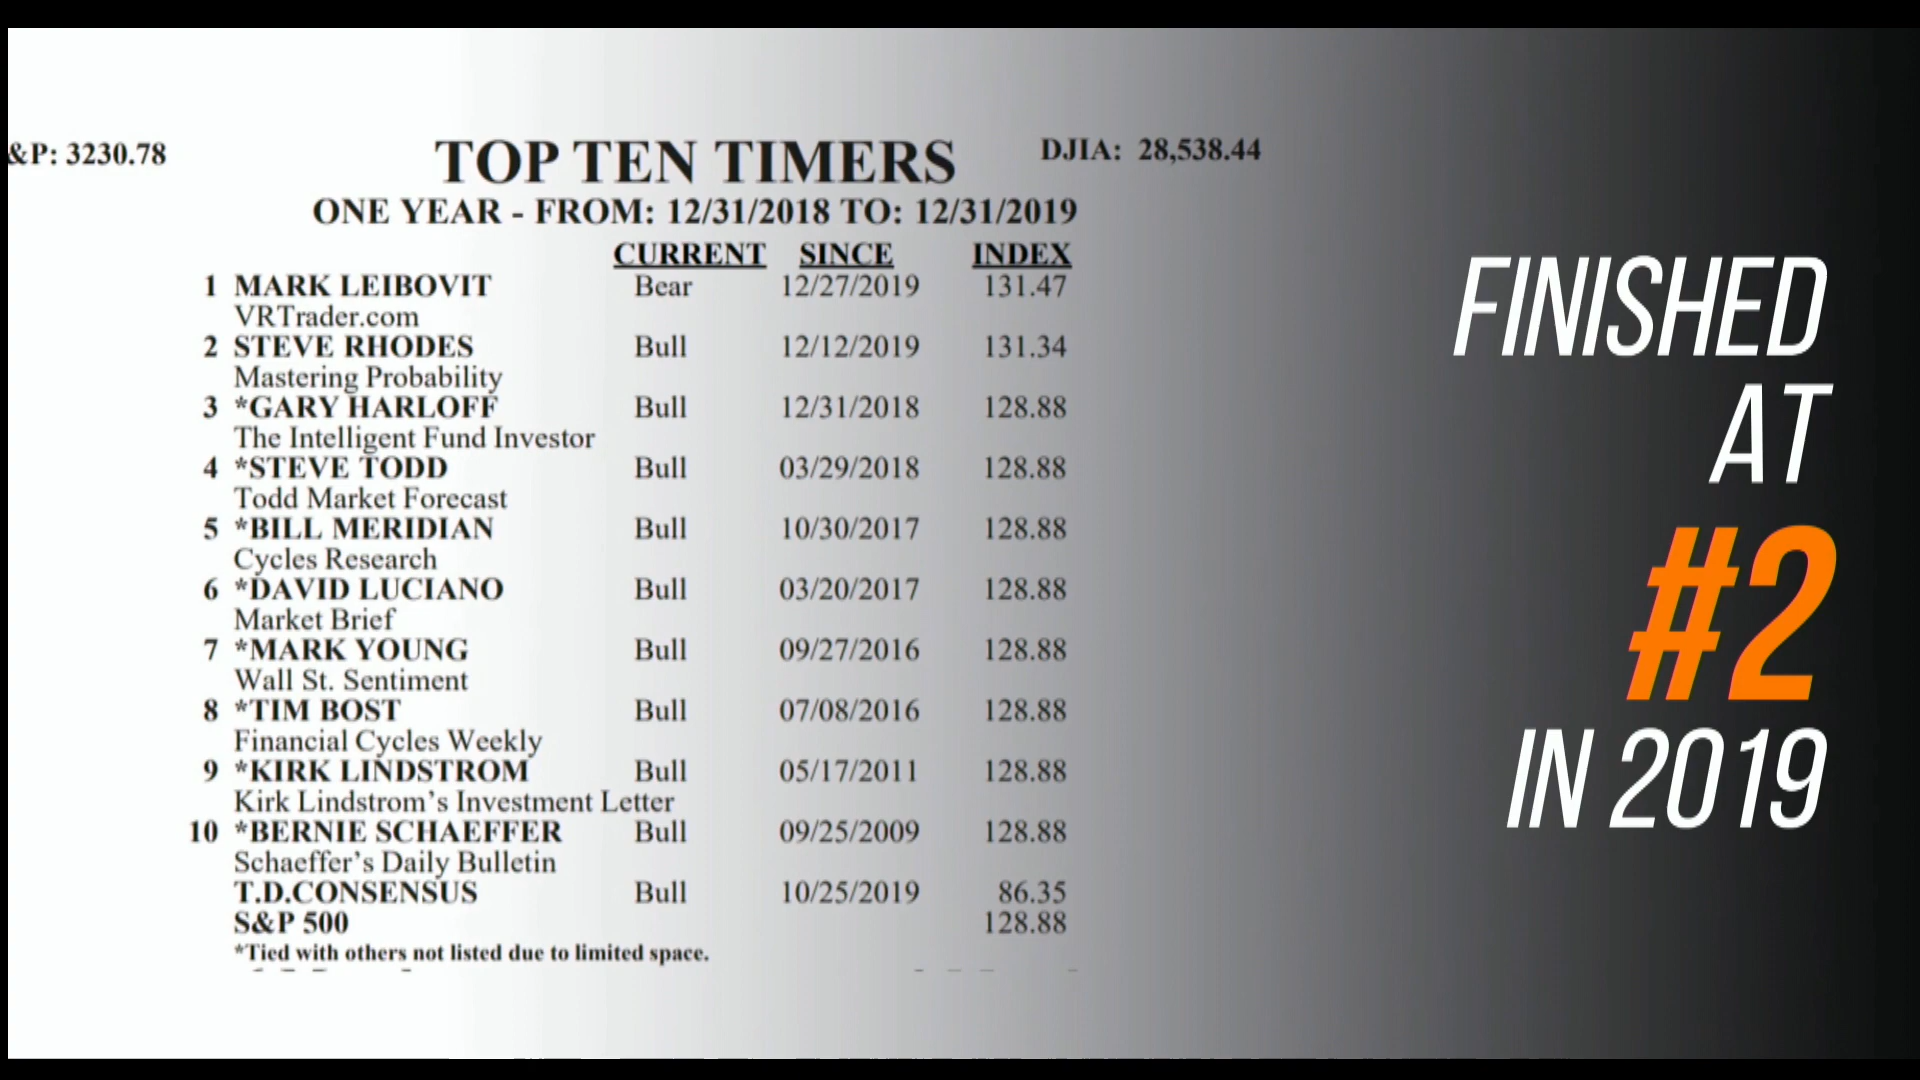 &P: 3230.78
TOP TEN TIMERS
DJIA: 28,538.44
ONE YEAR - FROM: 12/31/2018 TO: 12/31/2019
CURRENT SINCE INDEX
1 MARK LEIBOVIT Bear 12/27/2019 131.47
VRTrader.com
2 STEVE RHODES Bull 12/12/2019 131.34
Mastering Probability
3 *GARY HARLOFF Bull 12/31/2018 128.88
The Intelligent Fund Investor
4 *STEVE TODD Bull 03/29/2018 128.88
Todd Market Forecast
5 *BILL MERIDIAN Bull 10/30/2017 128.88
Cycles Research
6 *DAVID LUCIANO Bull 03/20/2017 128.88
Market Brief
7 *MARK YOUNG Bull 09/27/2016 128.88
Wall St. Sentiment
8 *TIM BOST Bull 07/08/2016 128.88
Financial Cycles Weekly
9 *KIRK LINDSTROM Bull 05/17/2011 128.88
Kirk Lindstrom's Investment Letter
10 *BERNIE SCHAEFFER Bull 09/25/2009 128.88
Schaeffer's Daily Bulletin
T.D.CONSENSUS Bull 10/25/2019 86.35
S&P 500 128.88
*Tied with others not listed due to limited space.
FINISHED
AT
#2
IN 2019